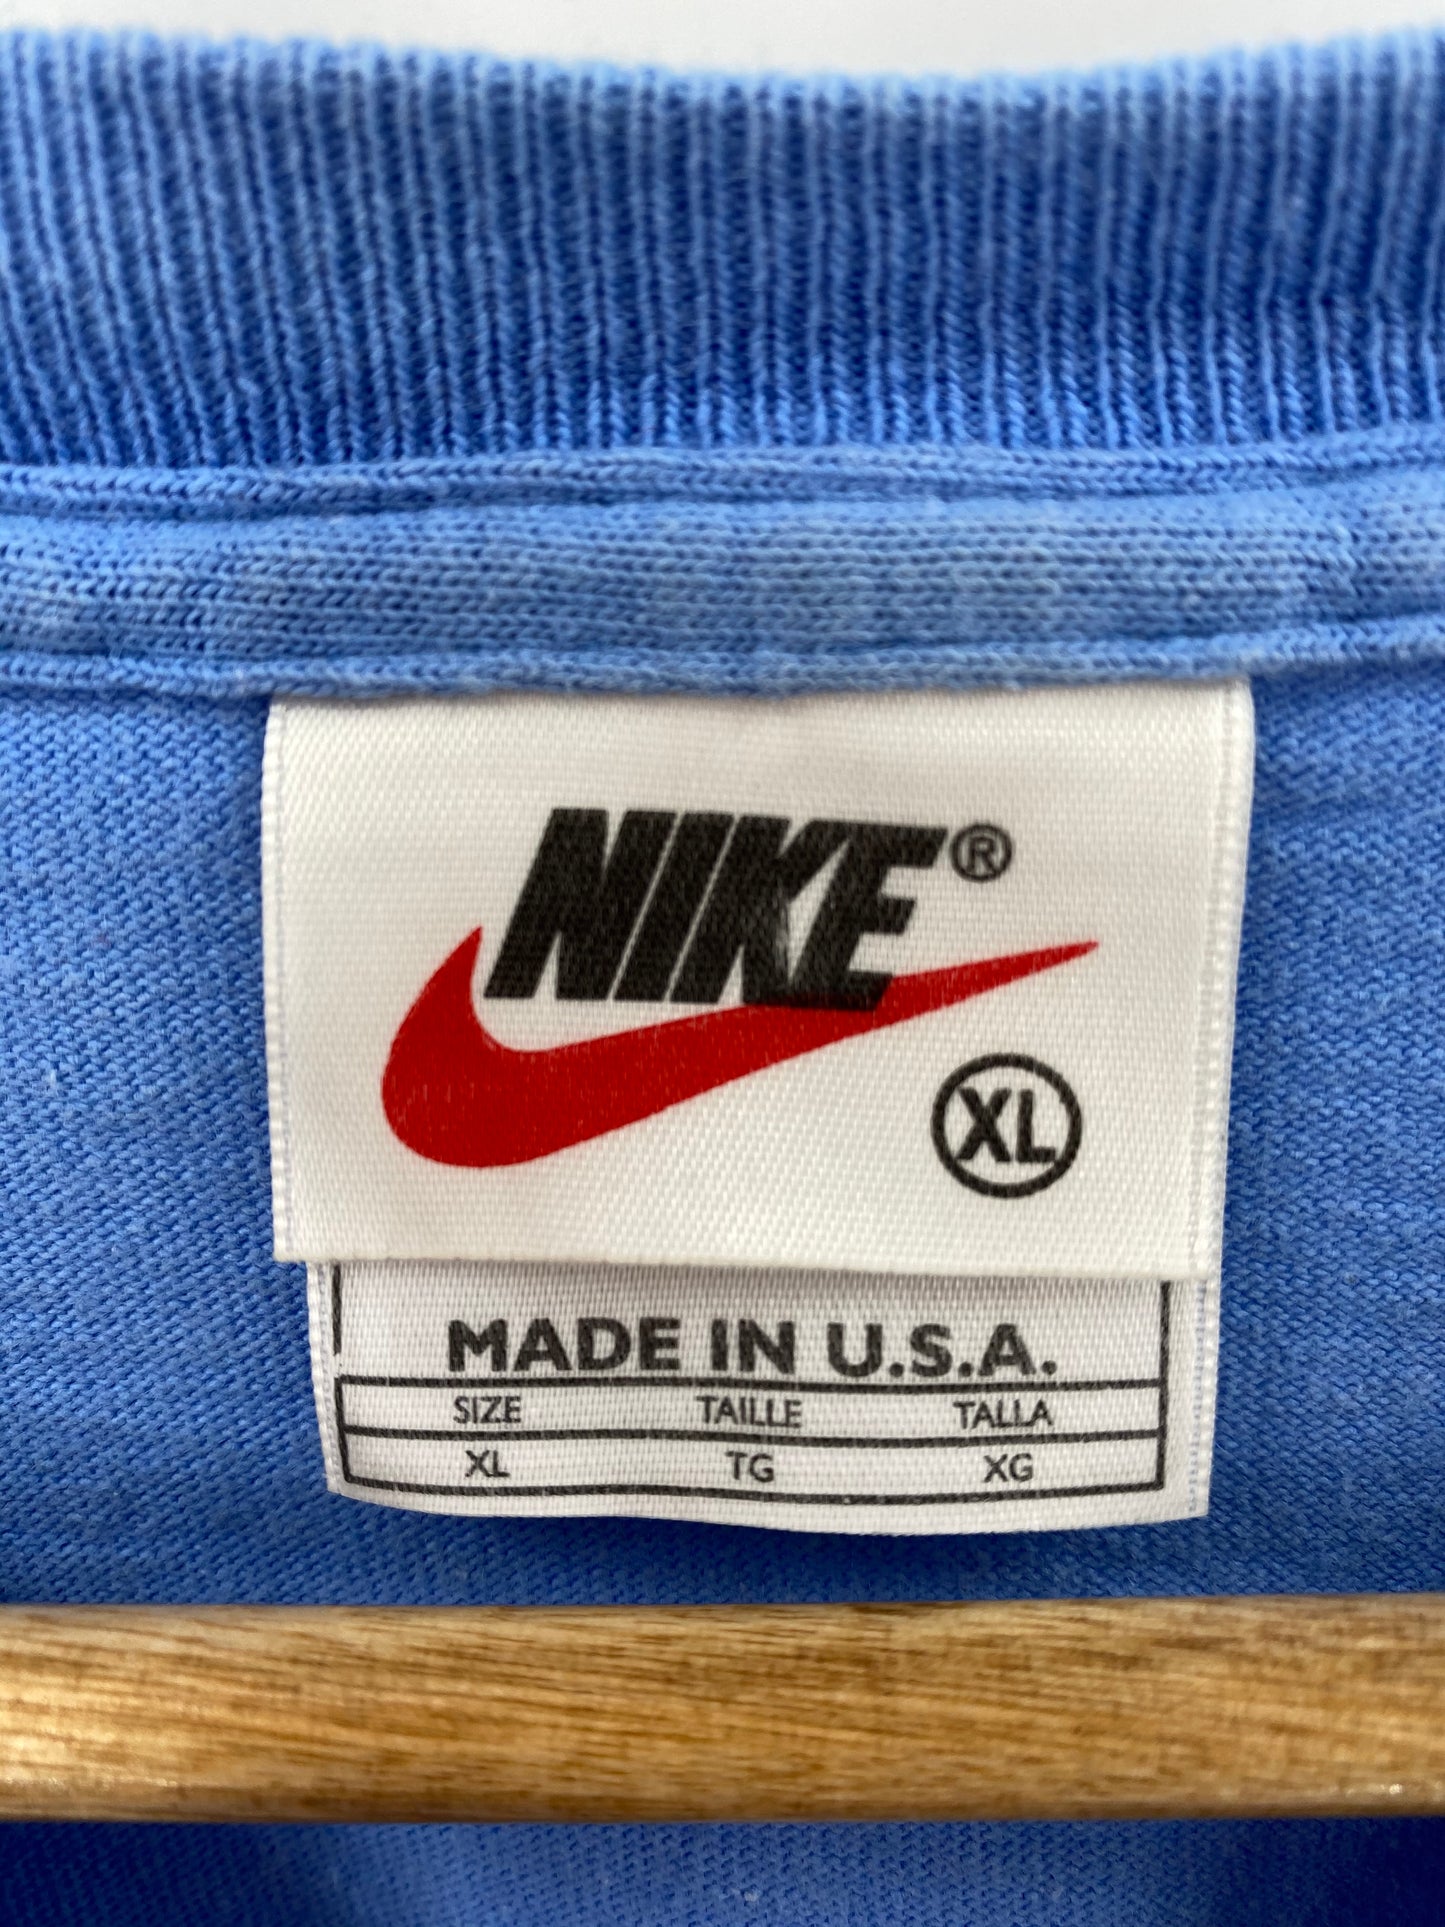 NIKE®
XL
MADE IN U.S.A.
SIZE TAILLE TALLA
XL TG XG